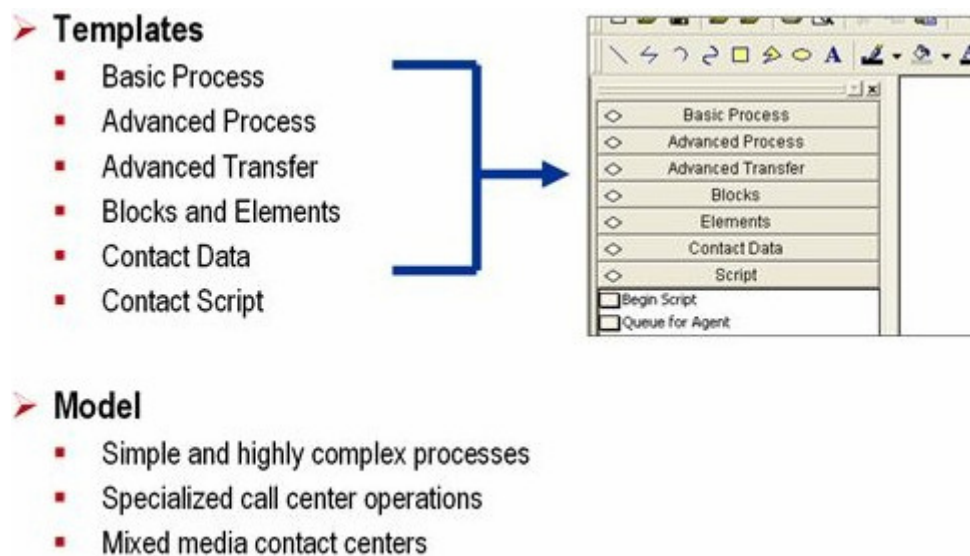 Templates
Basic Process
Advanced Process
Advanced Transfer
Blocks and Elements
Contact Data
Contact Script
A
Basic Process
Advanced Process
Advanced Transfer
Blocks
Elements
Contact Data
Script
Begin Script
Queue for Agent
Model
Simple and highly complex processes
Specialized call center operations
Mixed media contact centers